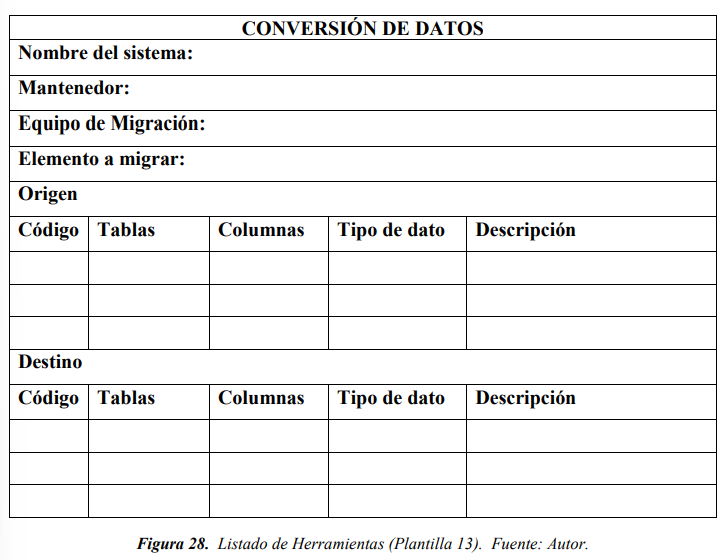 CONVERSIÓN DE DATOS
Nombre del sistema:
Mantenedor:
Equipo de Migración:
Elemento a migrar:
Origen
Código Tablas Columnas Tipo de dato Descripción
Destino
Código Tablas Columnas Tipo de dato Descripción
Figura 28. Listado de Herramientas (Plantilla 13). Fuente: Autor.